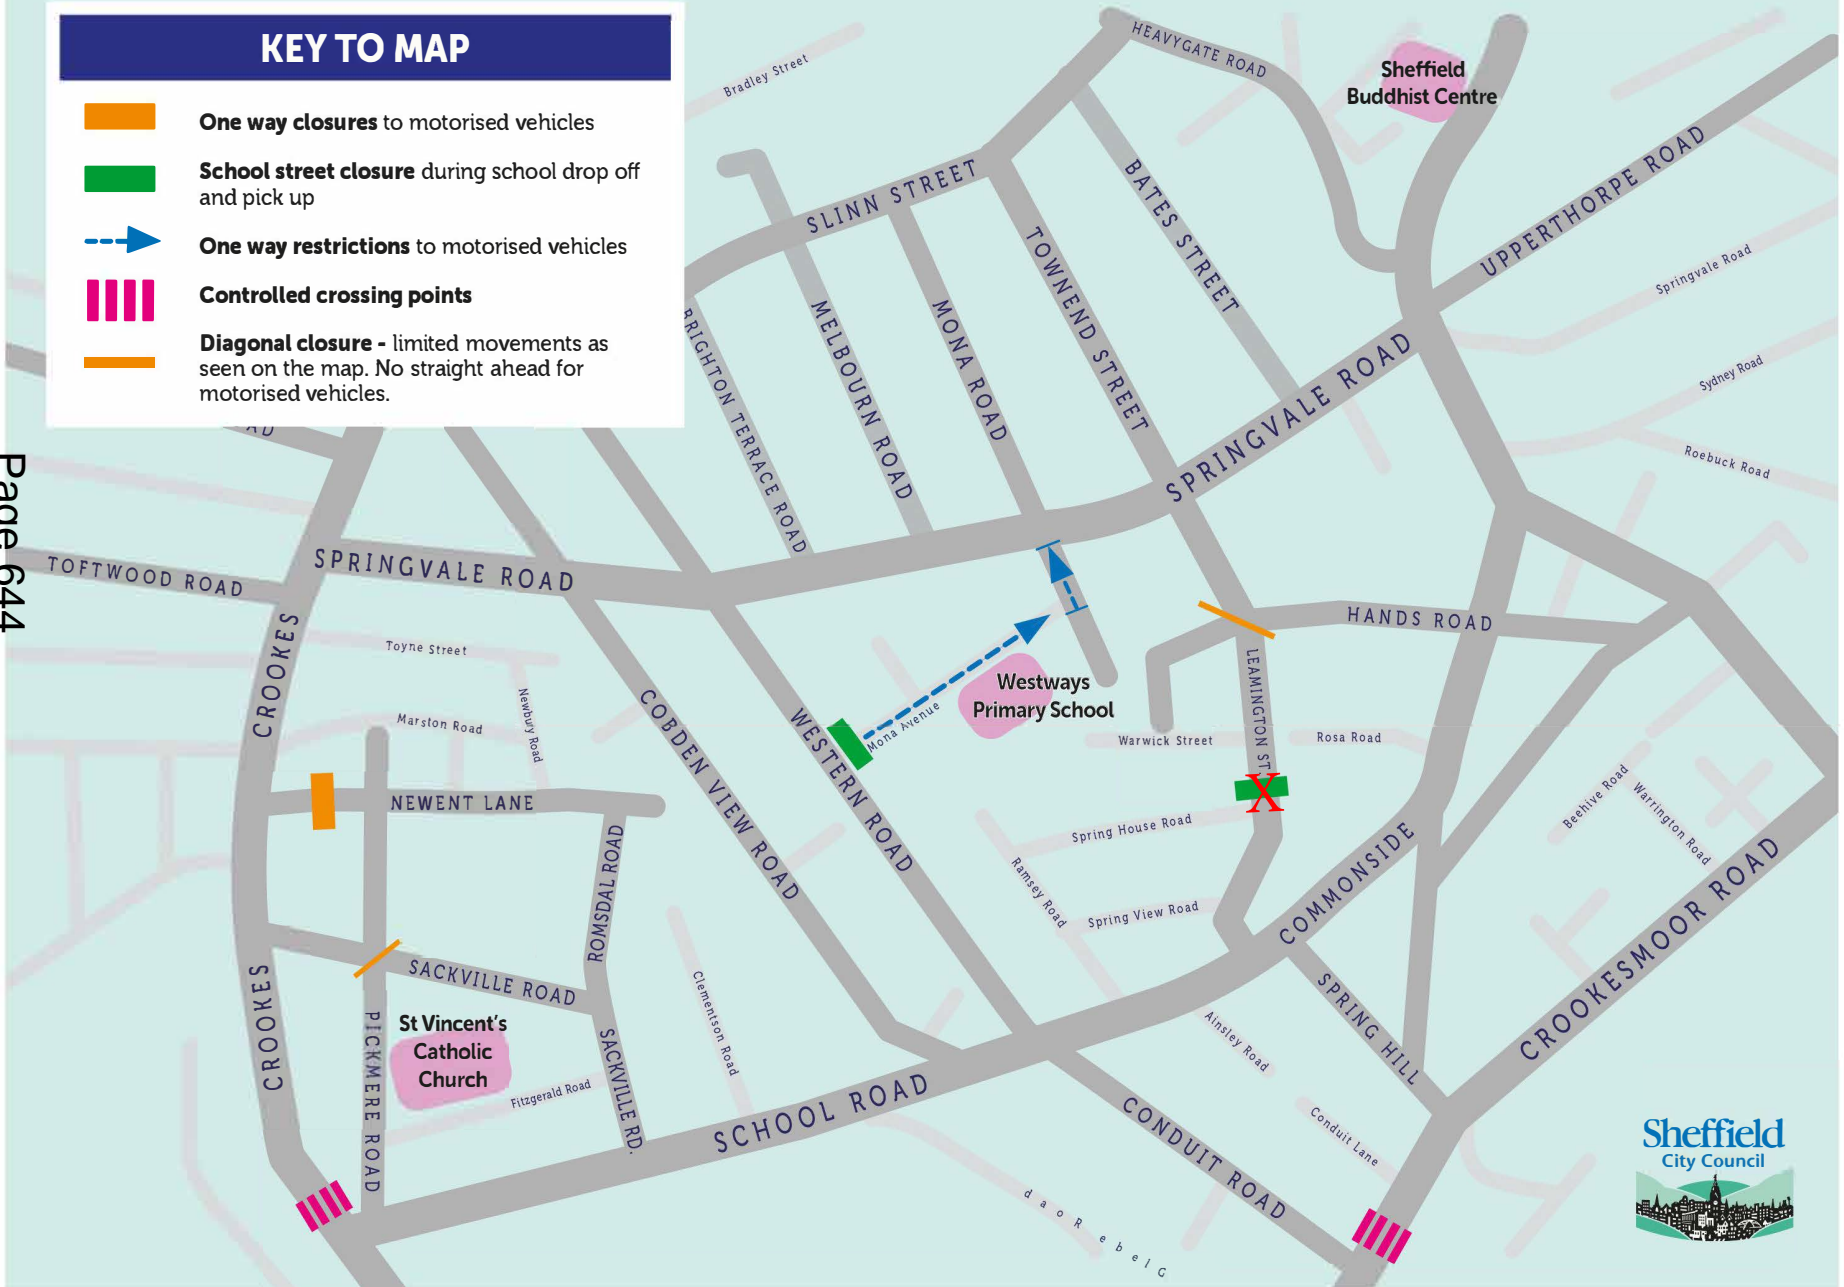 KEY TO MAP
One way closures to motorised vehicles
School street closure during school drop off
and pick up
One way restrictions to motorised vehicles
Controlled crossing points
Diagonal closure - limited movements as
seen on the map. No straight ahead for
motorised vehicles.
Page 644
Bradley Street
HEAVYGATE ROAD
Sheffield
Buddhist Centre
SLINN STREET
BATES STREET
UPPERTHORPE ROAD
TOWNEND STREET
Springvale Road
BRIGHTON TERRACE ROAD
MELBOURN ROAD
MONA ROAD
SPRINGVALE ROAD
Sydney Road
Roebuck Road
AD
TOFTWOOD ROAD
SPRINGVALE ROAD
CROOKES
Toyne Street
Newbury Road
Marston Road
HANDS ROAD
LEAMINGTON ST
Westways
Primary School
Mona Avenue
COBDEN VIEW ROAD
WESTERN ROAD
Warwick Street
Rosa Road
X
NEWENT LANE
Beehive Road
Warrington Road
Spring House Road
ROMSDAL ROAD
Ramsey Road
Spring View Road
COMMONSIDE
CROOKESMOOR ROAD
SACKVILLE ROAD
CROOKES
PICKMERE ROAD
St Vincent's
Catholic
Church
SACKVILLE RD.
Clementson Road
Fitzgerald Road
SPRING HILL
Ainsley Road
SCHOOL ROAD
CONDUIT ROAD
Conduit Lane
daoR ebelG
Sheffield
City Council